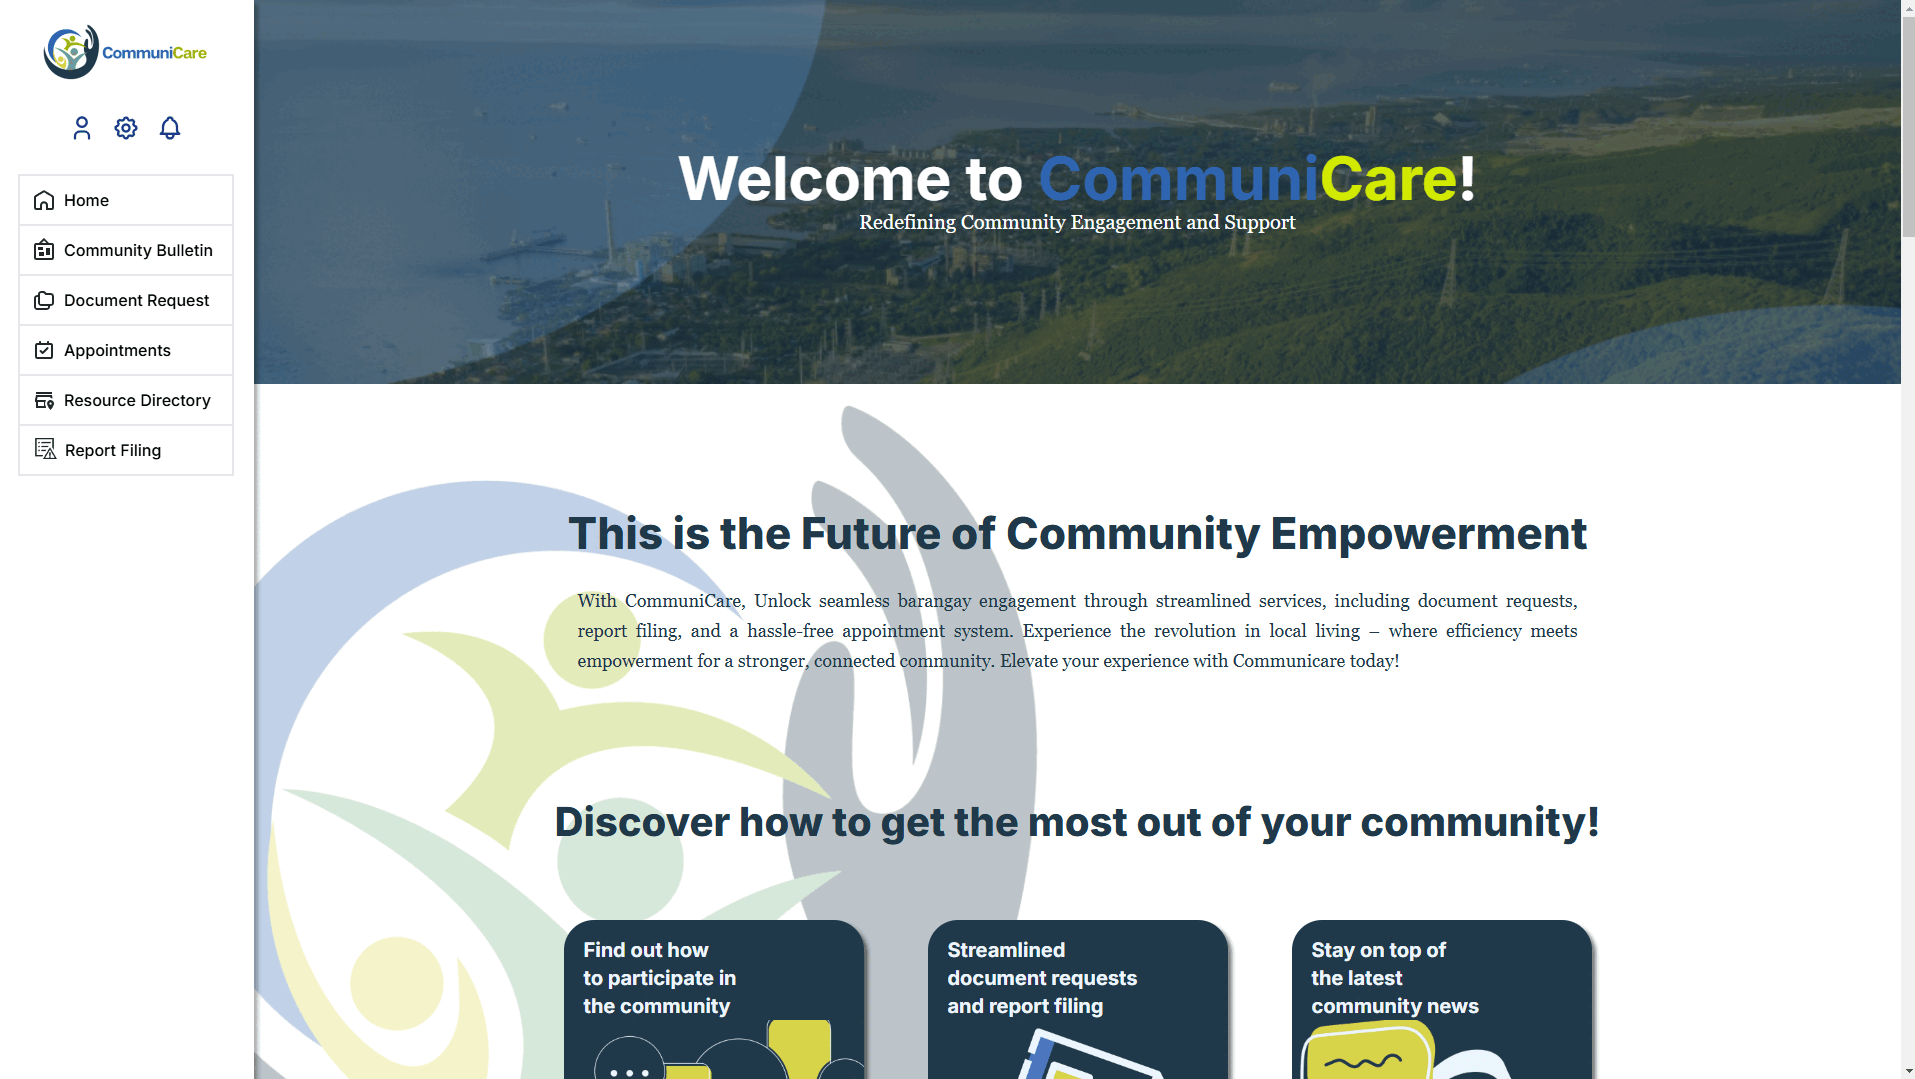 CommuniCare
Home
Community Bulletin
Document Request
Appointments
Resource Directory
Report Filing
Welcome to CommuniCare!
Redefining Community Engagement and Support
This is the Future of Community Empowerment
With CommuniCare, Unlock seamless barangay engagement through streamlined services, including document requests,
report filing, and a hassle-free appointment system. Experience the revolution in local living – where efficiency meets
empowerment for a stronger, connected community. Elevate your experience with Communicare today!
Discover how to get the most out of your community!
Find out how
to participate in
the community
Streamlined
document requests
and report filing
Stay on top of
the latest
community news